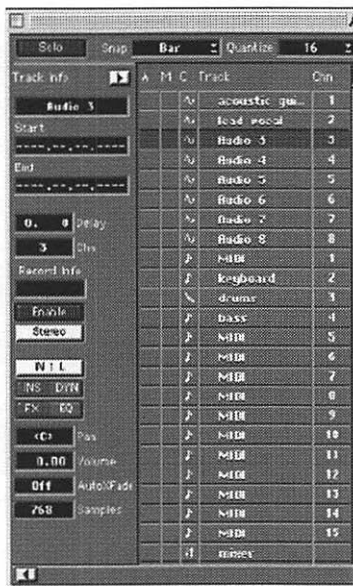 Solo Snap Bar Quantize 16
Track Info
Audio 3
Start
----.--.--.----
End
----.--.--.----
0. 0 Delay
3 Chn
Record Info
Enable
Stereo
NIL
INS DYN
FX EQ
<C> Pan
0.00 Volume
Off AutoXFade
768 Samples
A M C Track Chn
acoustic gui... 1
lead vocal 2
Audio 3 3
Audio 4 4
Audio 5 5
Audio 6 6
Audio 7 7
Audio 8 8
MIDI 1
keyboard 2
drums 3
bass 4
MIDI 5
MIDI 6
MIDI 7
MIDI 8
MIDI 9
MIDI 10
MIDI 11
MIDI 12
MIDI 13
MIDI 14
MIDI 15
mixer